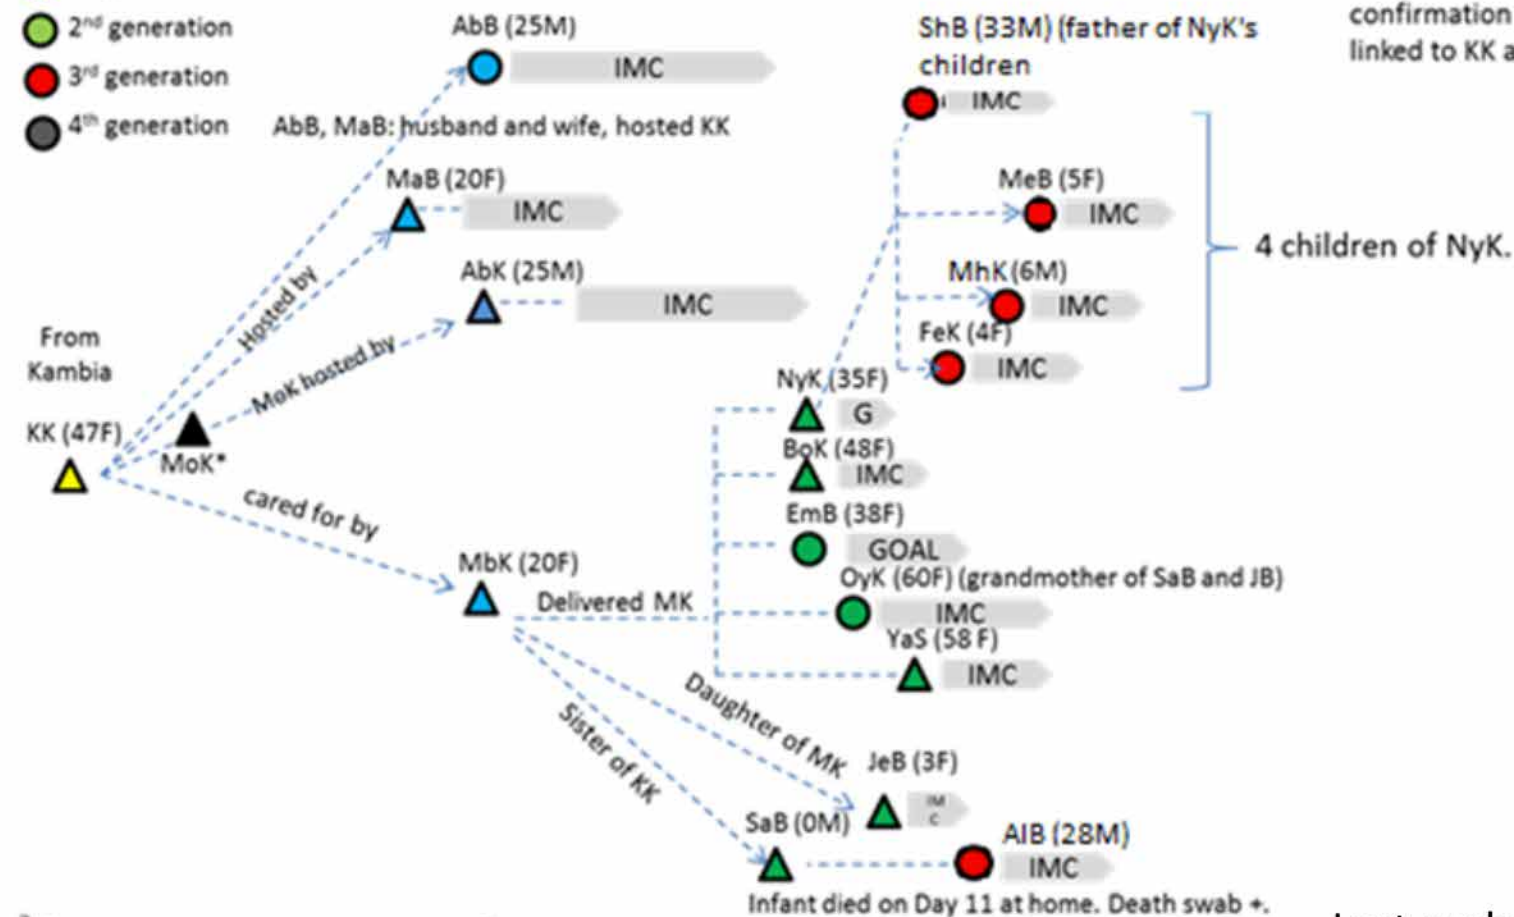 2nd generation
3rd generation
4th generation
AbB (25M)
IMC
AbB, MaB: husband and wife, hosted KK
MaB (20F)
IMC
AbK (25M)
IMC
Hosted by
MoK hosted by
From
Kambia
KK (47F)
MoK*
cared for by
MbK (20F)
Delivered MK
Daughter of MK
Sister of KK
ShB (33M) (father of NyK's
children
IMC
MeB (5F)
IMC
MhK (6M)
IMC
FeK (4F)
IMC
4 children of NyK.
confirmation
linked to KK a
NyK (35F)
G
BoK (48F)
IMC
EmB (38F)
GOAL
OyK (60F) (grandmother of SaB and JB)
IMC
YaS (58 F)
IMC
JeB (3F)
IM
C
SaB (0M)
AlB (28M)
IMC
Infant died on Day 11 at home. Death swab +.